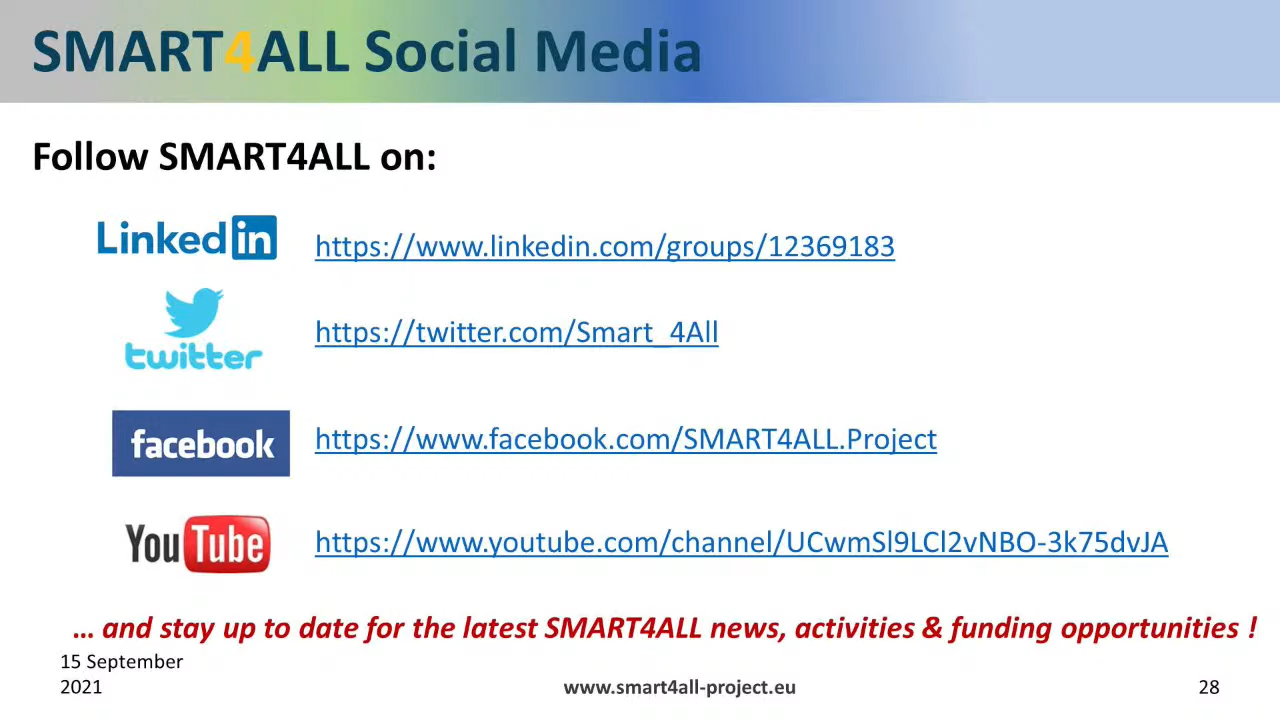 SMART4ALL Social Media
Follow SMART4ALL on:
Linked in
https://www.linkedin.com/groups/12369183
twitter
https://twitter.com/Smart_4All
facebook
https://www.facebook.com/SMART4ALL.Project
YouTube
https://www.youtube.com/channel/UCwmSl9LCl2vNBO-3k75dvJA
… and stay up to date for the latest SMART4ALL news, activities & funding opportunities !
15 September
2021
www.smart4all-project.eu
28